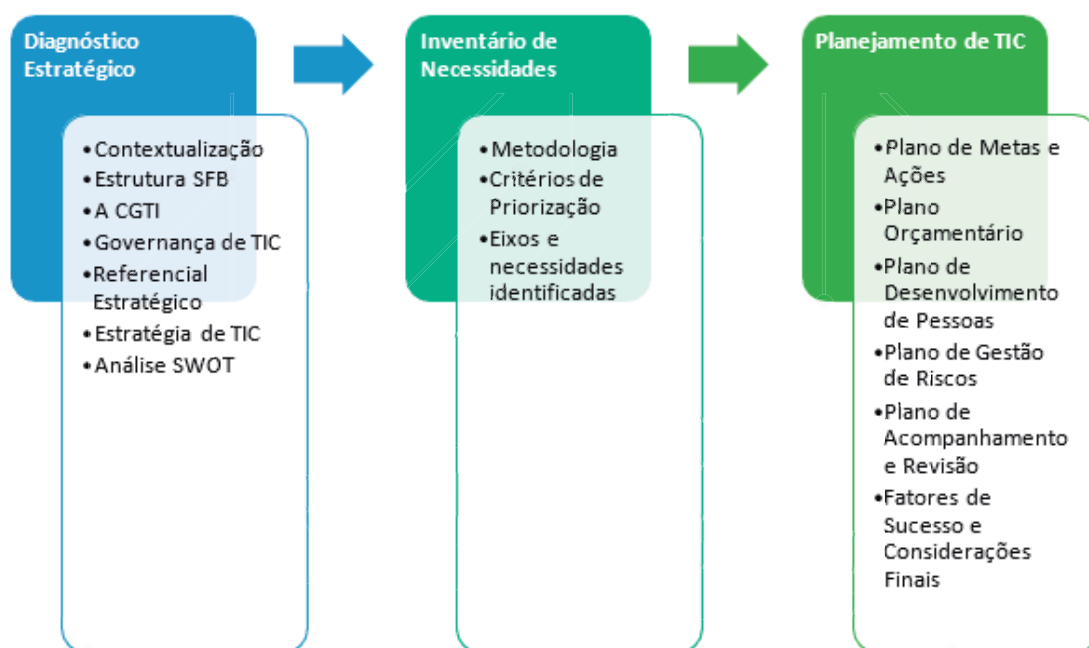 Diagnóstico
Estratégico
•Contextualização
•Estrutura SFB
•A CGTI
•Governança de TIC
•Referencial
Estratégico
•Estratégia de TIC
•Análise SWOT
Inventário de
Necessidades
•Metodologia
•Critérios de
Priorização
•Eixos e
necessidades
identificadas
Planejamento de TIC
•Plano de Metas e
Ações
•Plano
Orçamentário
•Plano de
Desenvolvimento
de Pessoas
•Plano de Gestão
de Riscos
•Plano de
Acompanhamento
e Revisão
•Fatores de
Sucesso e
Considerações
Finais